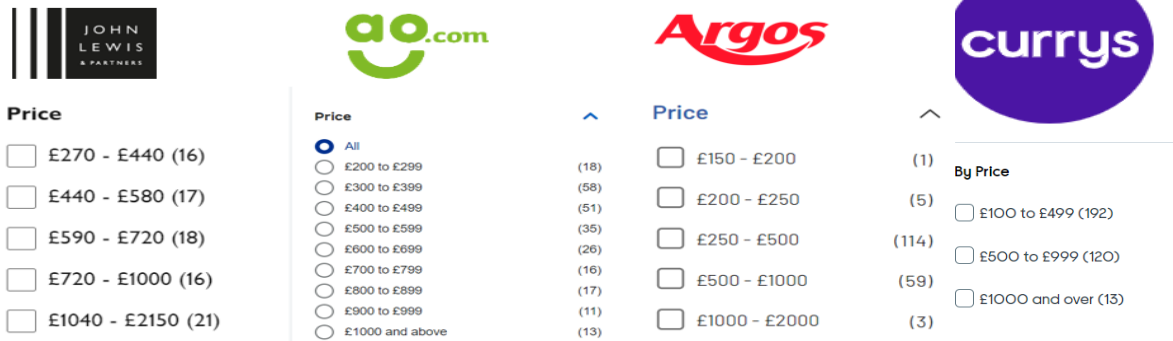 JOHN
LEWIS
& PARTNERS
Price
£270 - £440 (16)
£440 - £580 (17)
£590 - £720 (18)
£720 - £1000 (16)
£1040 - £2150 (21)
ao.com
Price
All
£200 to £299 (18)
£300 to £399 (58)
£400 to £499 (51)
£500 to £599 (35)
£600 to £699 (26)
£700 to £799 (16)
£800 to £899 (17)
£900 to £999 (11)
£1000 and above (13)
Argos
Price
£150 - £200 (1)
£200 - £250 (5)
£250 - £500 (114)
£500 - £1000 (59)
£1000 - £2000 (3)
currys
By Price
£100 to £499 (192)
£500 to £999 (120)
£1000 and over (13)